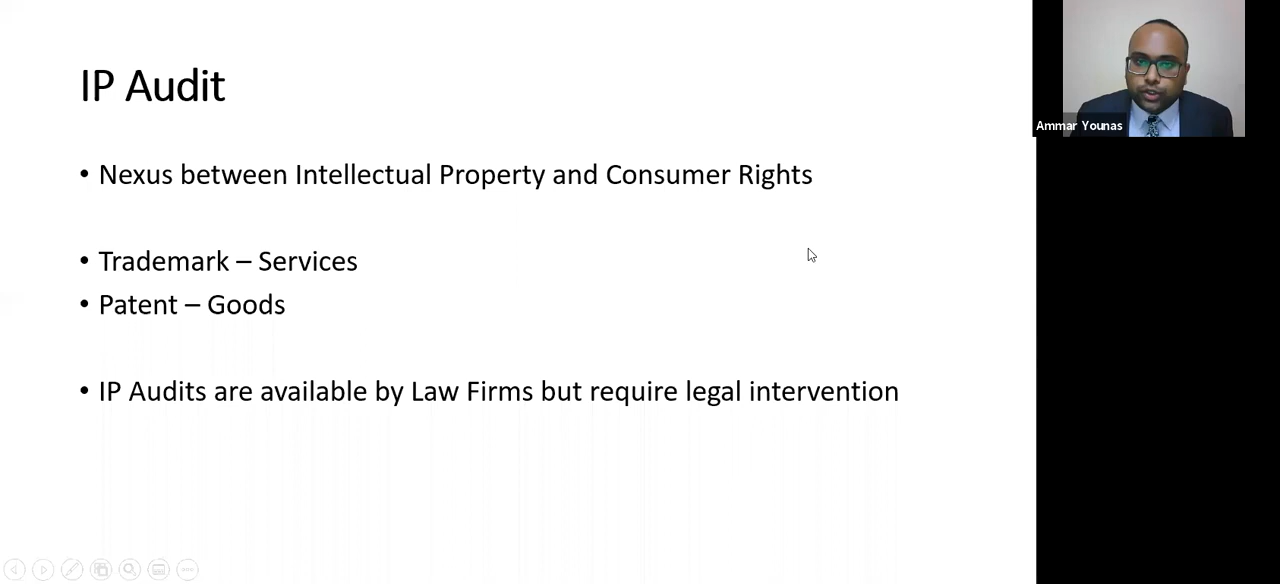 IP Audit
• Nexus between Intellectual Property and Consumer Rights
• Trademark – Services
• Patent – Goods
• IP Audits are available by Law Firms but require legal intervention
Ammar Younas